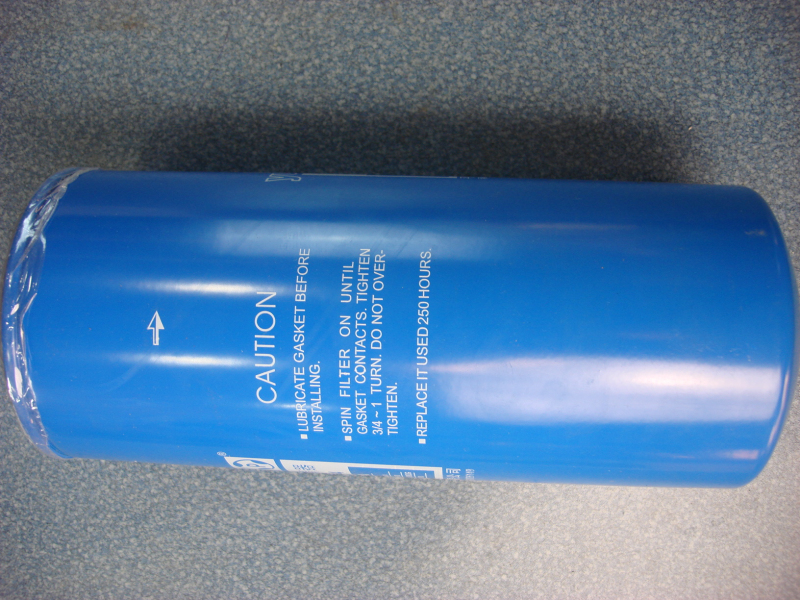 CAUTION
▪LUBRICATE GASKET BEFORE
INSTALLING.
▪SPIN FILTER ON UNTIL
GASKET CONTACTS. TIGHTEN
3/4~1 TURN. DO NOT OVER-
TIGHTEN.
▪REPLACE IT USED 250 HOURS.